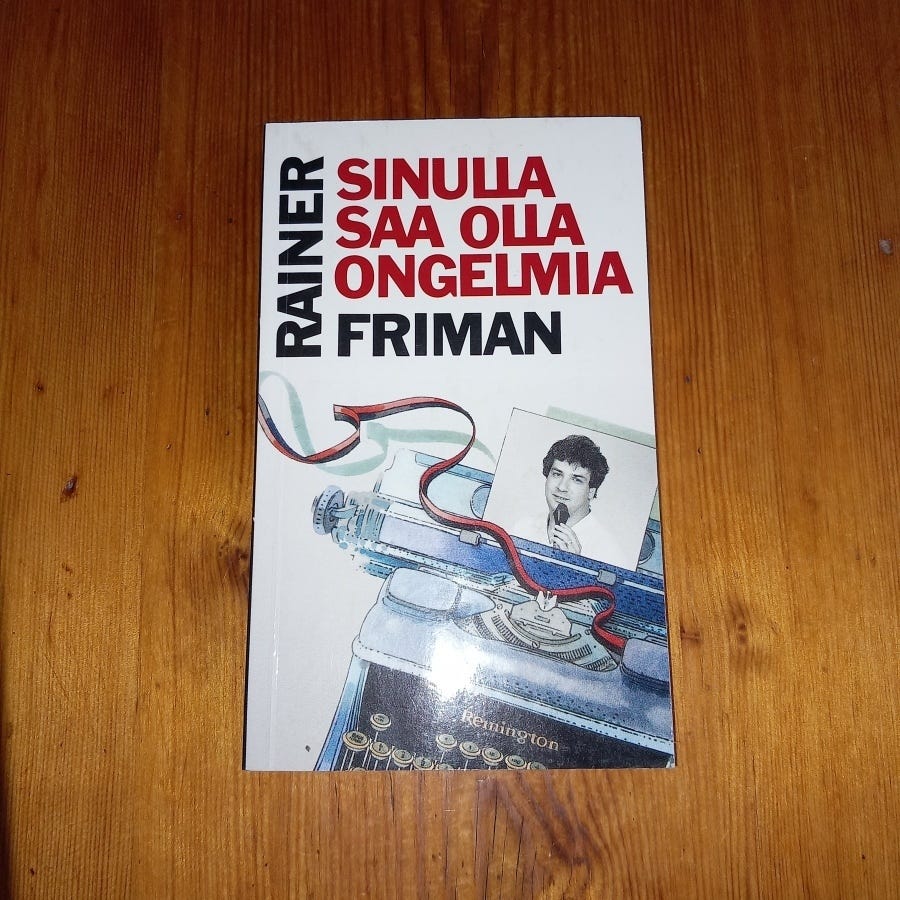 RAINER
SINULLA
SAA OLLA
ONGELMIA
FRIMAN
Remington